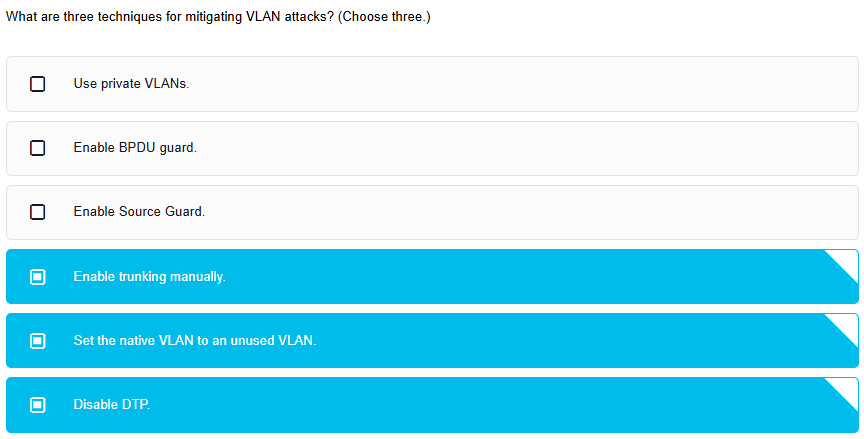 What are three techniques for mitigating VLAN attacks? (Choose three.)
Use private VLANs.
Enable BPDU guard.
Enable Source Guard.
Enable trunking manually.
Set the native VLAN to an unused VLAN.
Disable DTP.